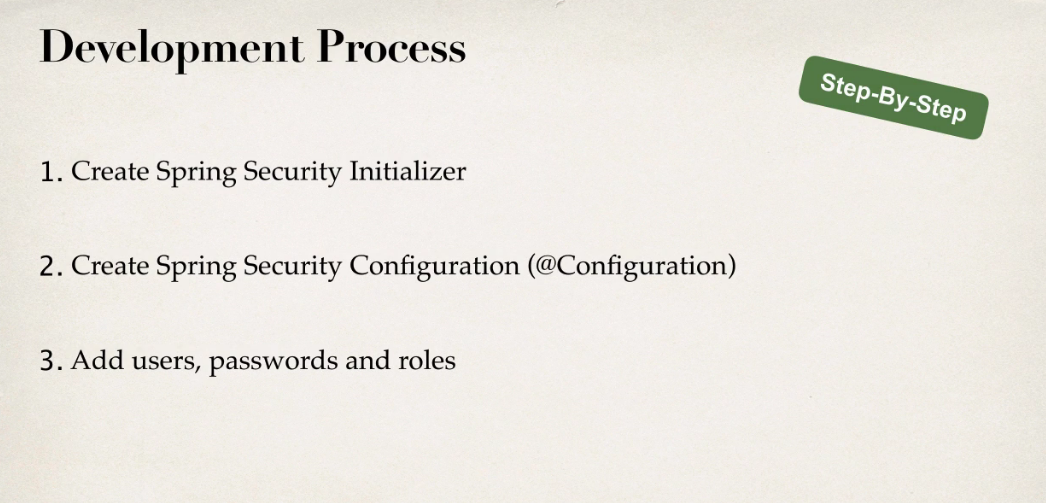 Development Process
Step-By-Step
1. Create Spring Security Initializer
2. Create Spring Security Configuration (@Configuration)
3. Add users, passwords and roles